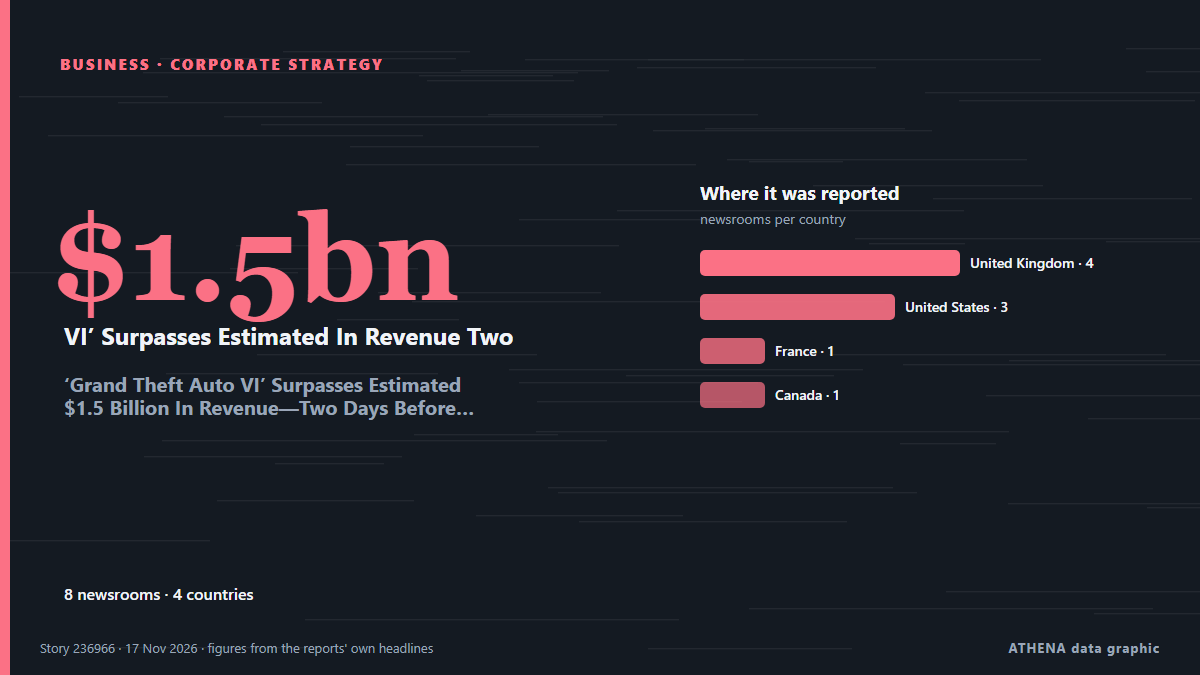 BUSINESS · CORPORATE STRATEGY
$1.5bn
VI’ Surpasses Estimated In Revenue Two
‘Grand Theft Auto VI’ Surpasses Estimated
$1.5 Billion In Revenue—Two Days Before…
Where it was reported
newsrooms per country
United Kingdom · 4
United States · 3
France · 1
Canada · 1
8 newsrooms · 4 countries
Story 236966 · 17 Nov 2026 · figures from the reports' own headlines
ATHENA data graphic